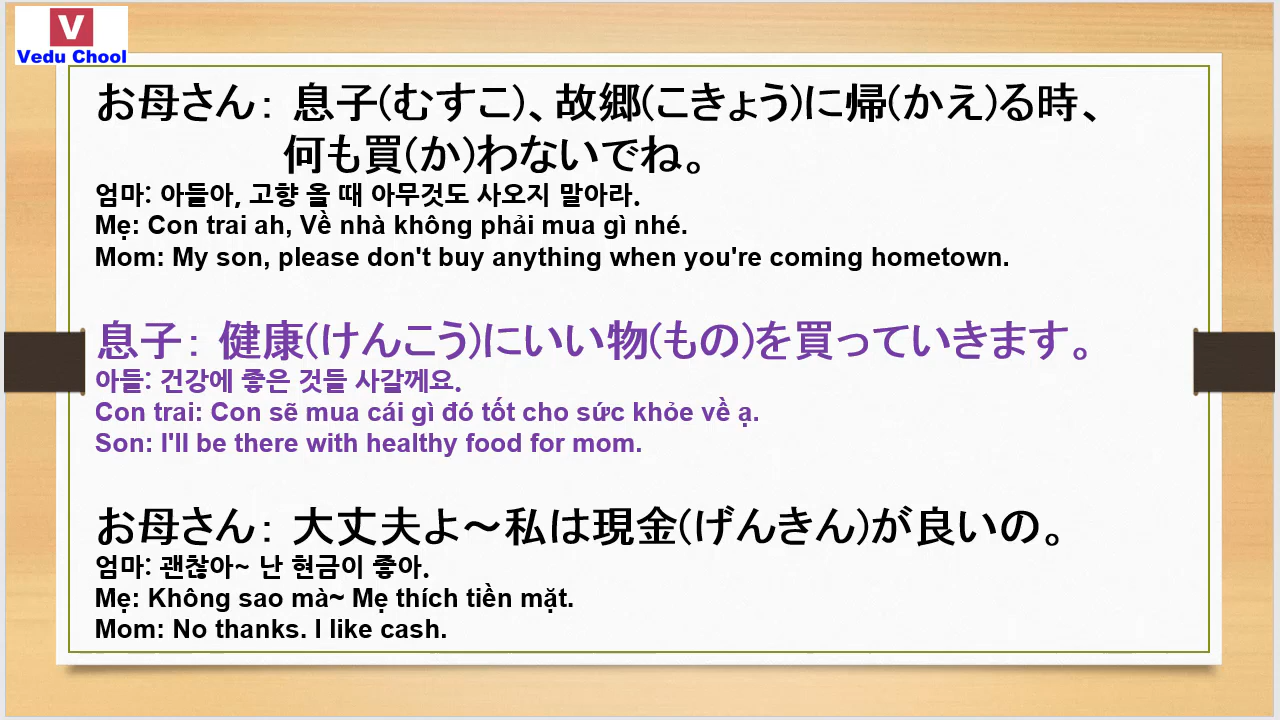 V
Vedu Chool
お母さん： 息子(むすこ)、故郷(こきょう)に帰(かえ)る時、
何も買(か)わないでね。
엄마: 아들아, 고향 올 때 아무것도 사오지 말아라.
Mẹ: Con trai ah, Về nhà không phải mua gì nhé.
Mom: My son, please don't buy anything when you're coming hometown.
息子： 健康(けんこう)にいい物(もの)を買っていきます。
아들: 건강에 좋은 것들 사갈께요.
Con trai: Con sẽ mua cái gì đó tốt cho sức khỏe về ạ.
Son: I'll be there with healthy food for mom.
お母さん： 大丈夫よ～私は現金(げんきん)が良いの。
엄마: 괜찮아~ 난 현금이 좋아.
Mẹ: Không sao mà~ Mẹ thích tiền mặt.
Mom: No thanks. I like cash.